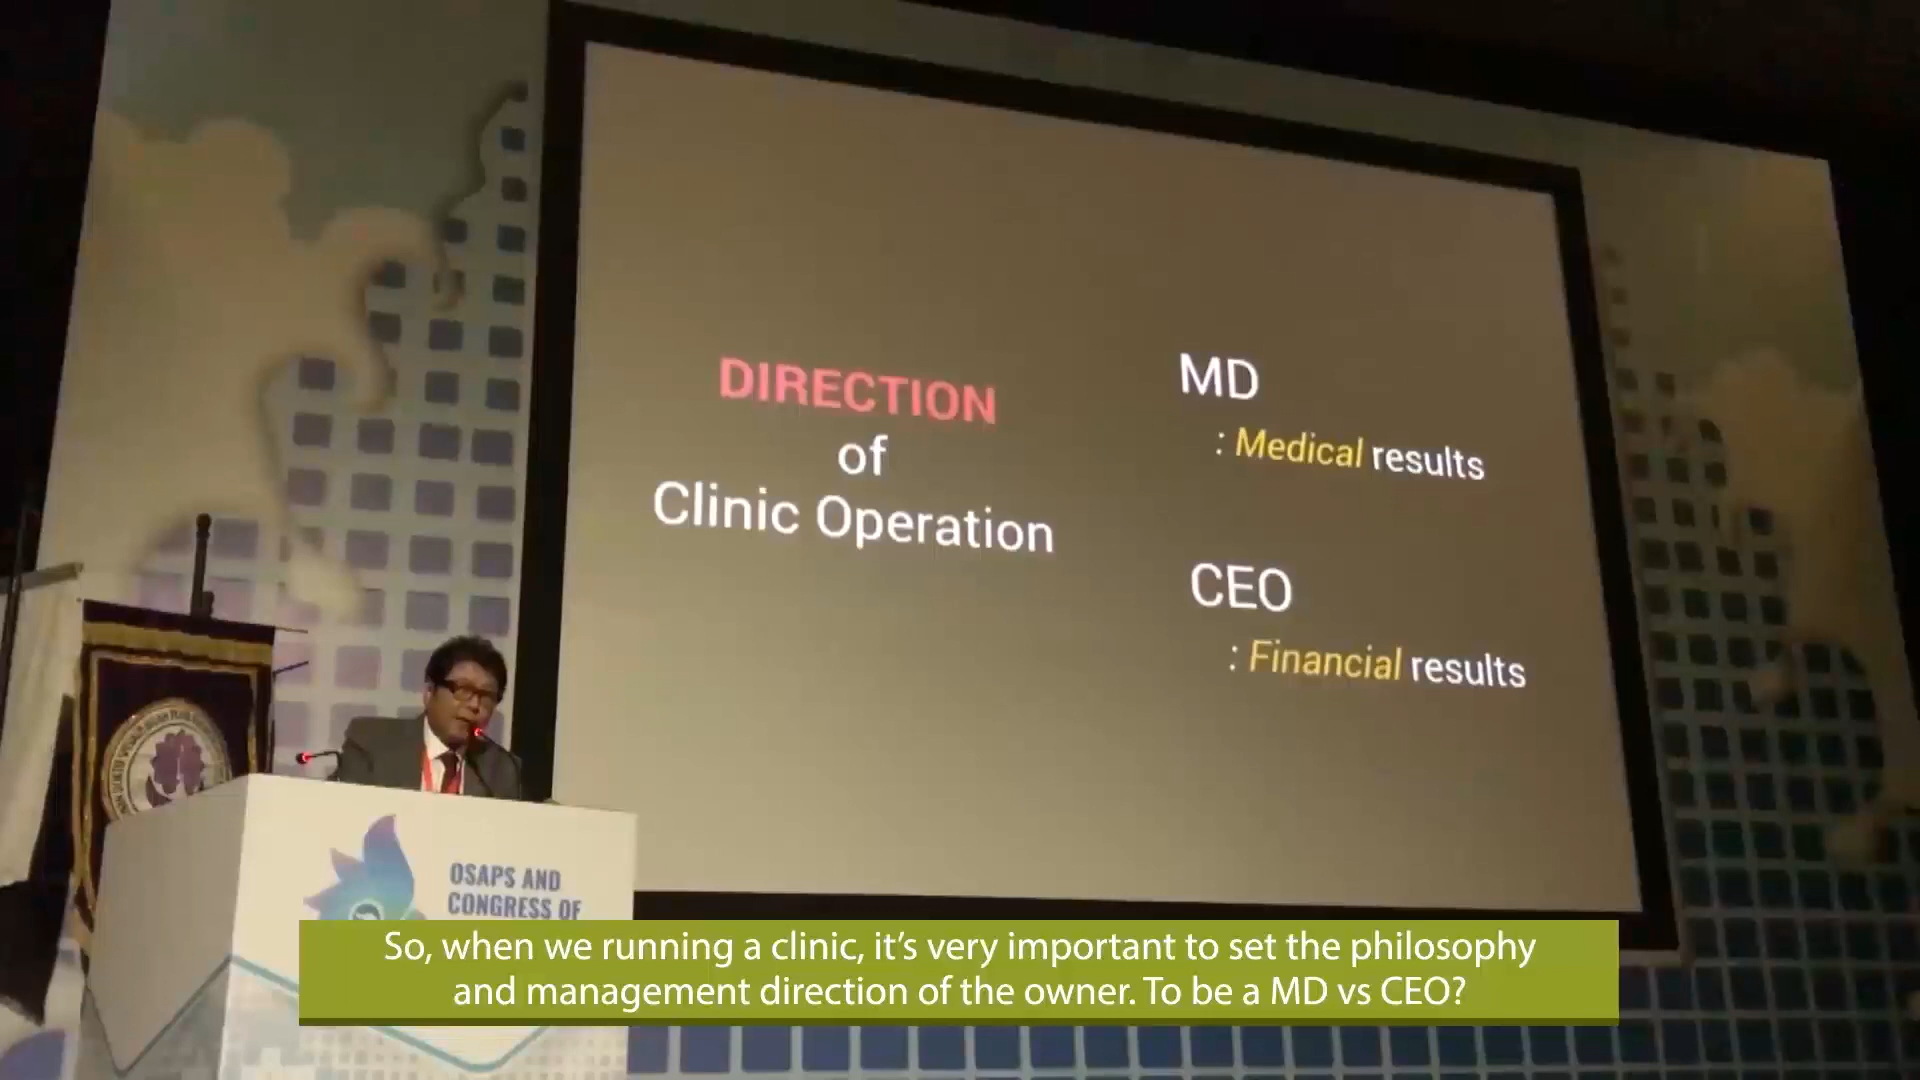 DIRECTION
of
Clinic Operation
MD
: Medical results
CEO
: Financial results
OSAPS AND
CONGRESS OF
So, when we running a clinic, it’s very important to set the philosophy
and management direction of the owner. To be a MD vs CEO?